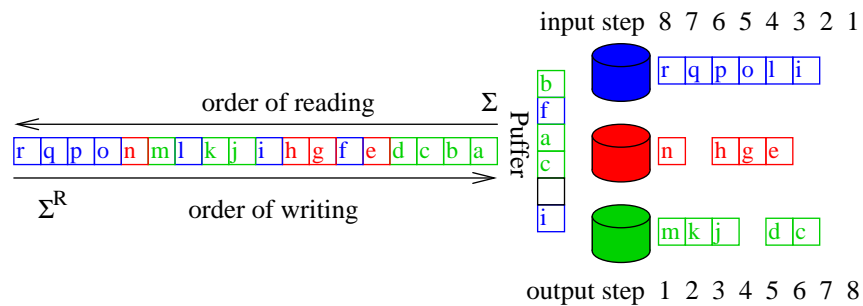 input step 8 7 6 5 4 3 2 1
r q p o l i
b
f
a
c
i
Puffer
order of reading Σ
r q p o n m l k j i h g f e d c b a
n h g e
Σ^R order of writing
m k j d c
output step 1 2 3 4 5 6 7 8